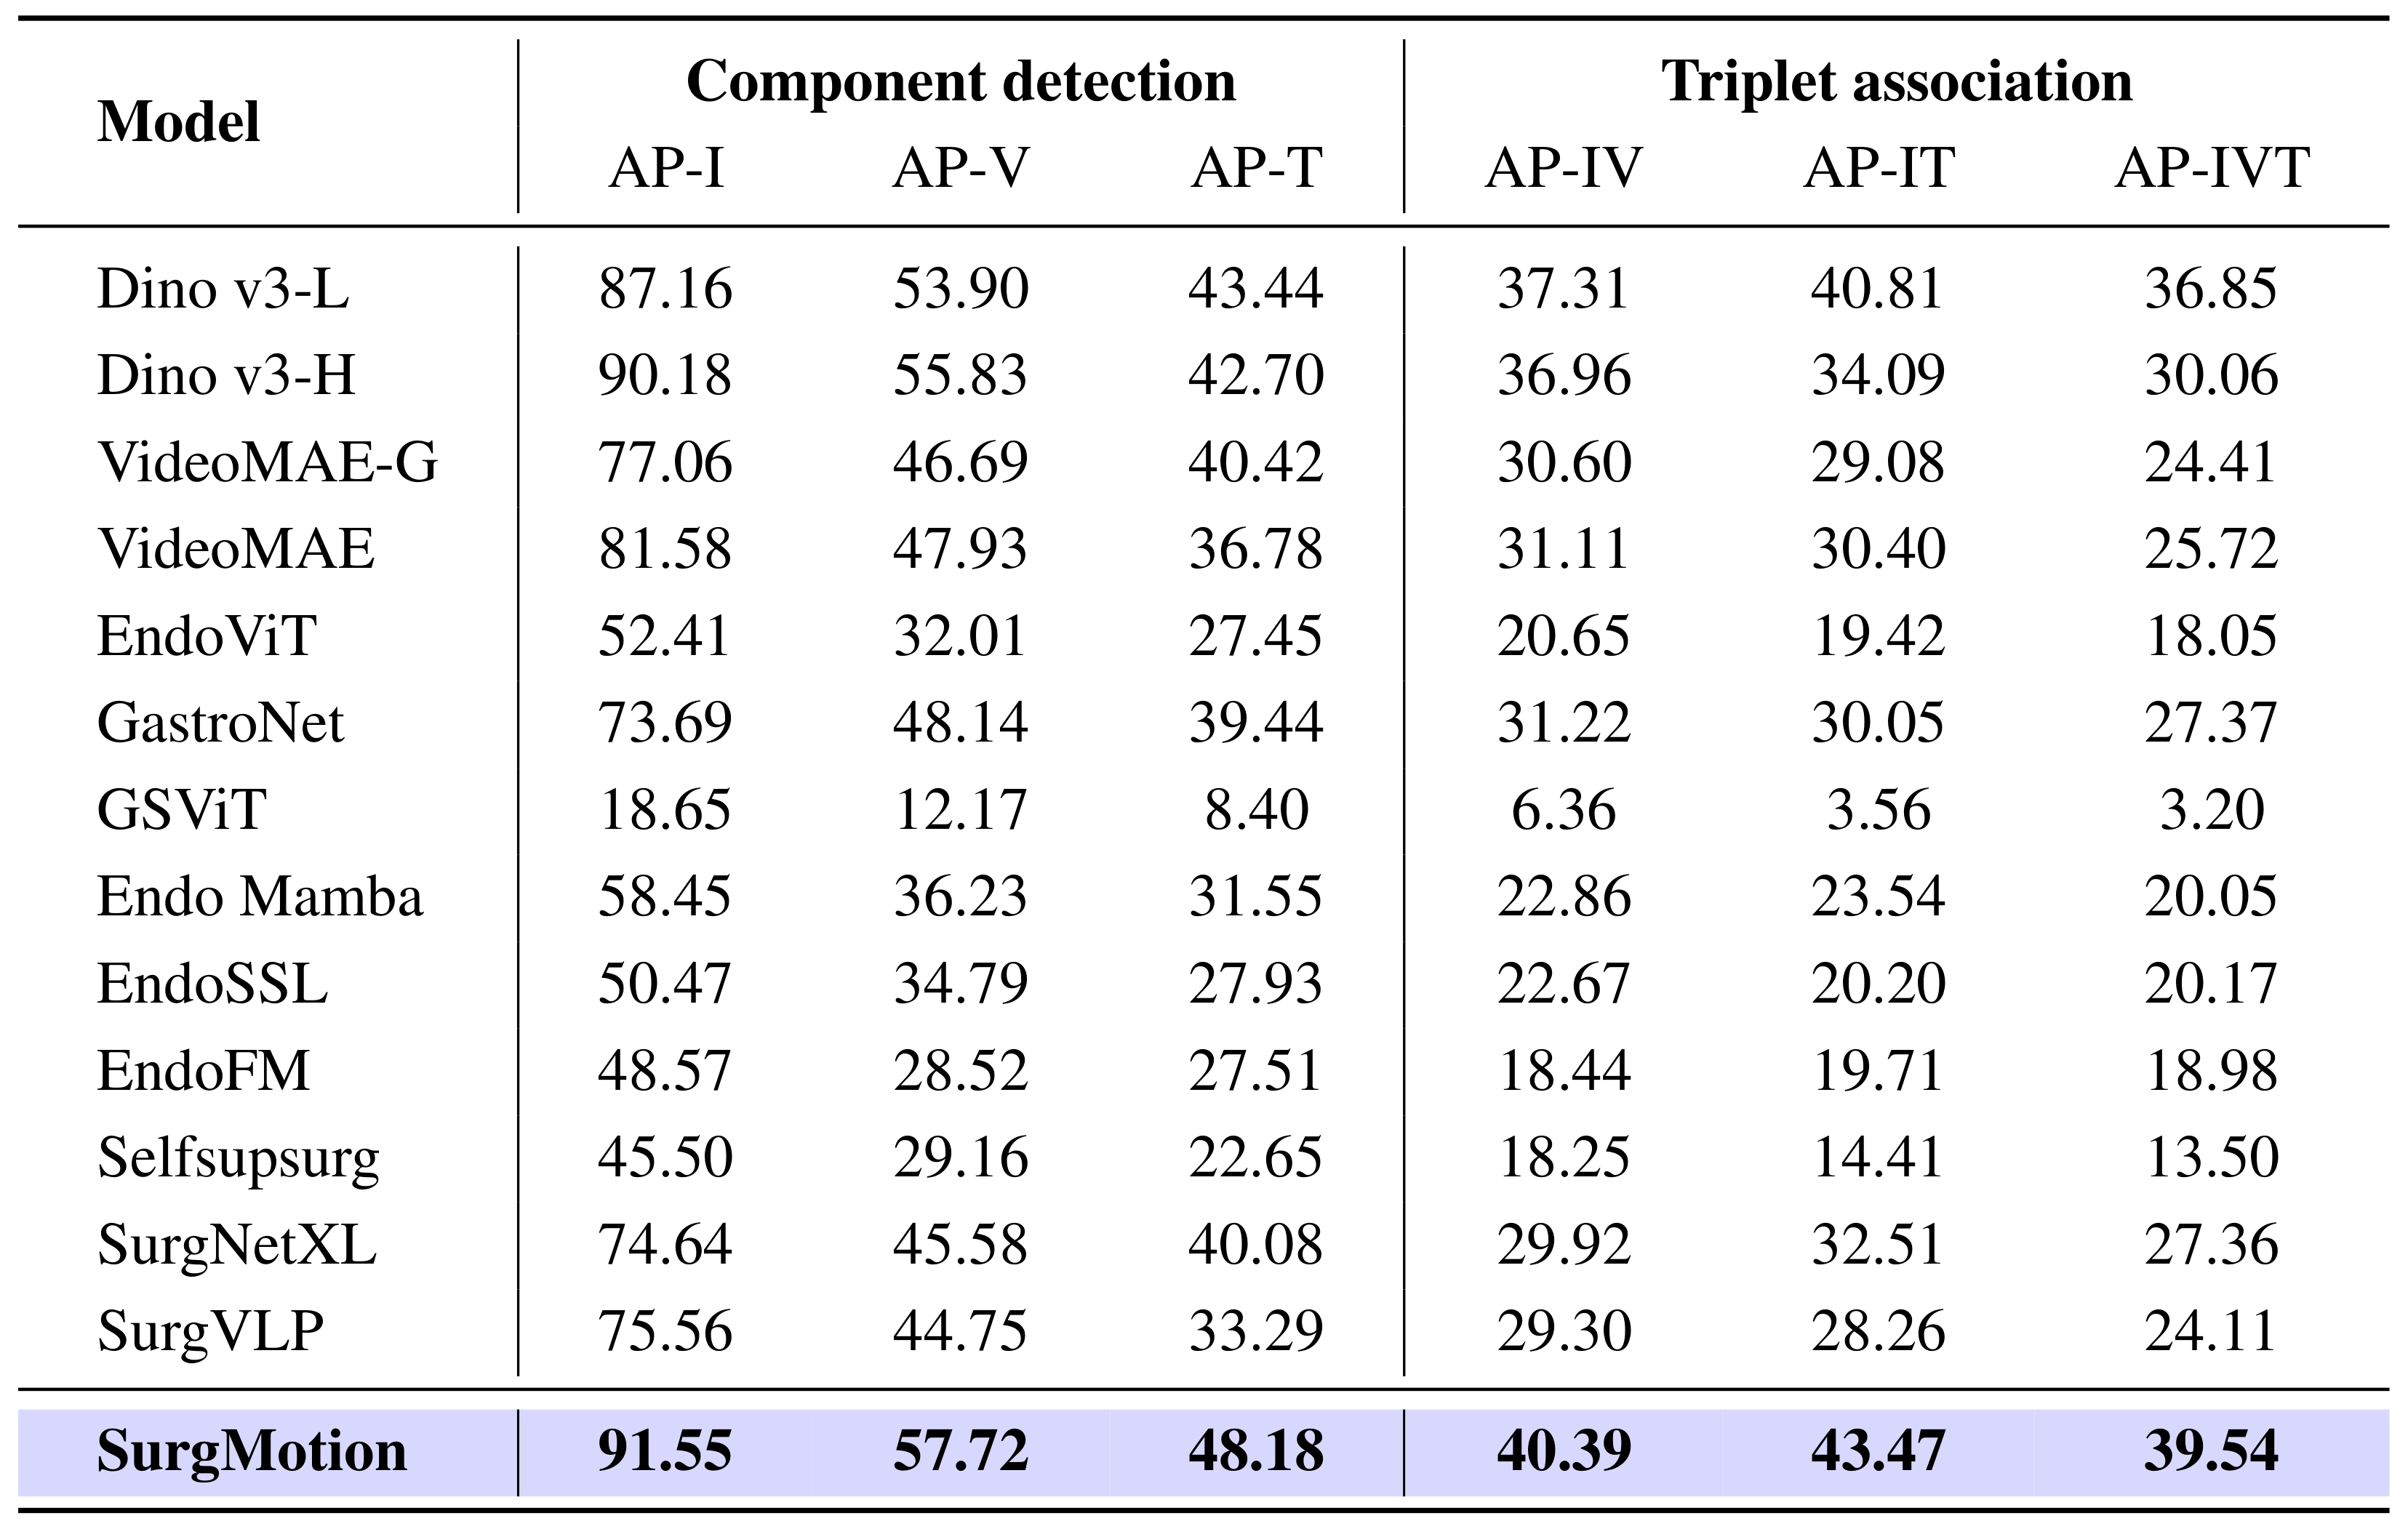 Model Component detection Triplet association
AP-I AP-V AP-T AP-IV AP-IT AP-IVT
Dino v3-L 87.16 53.90 43.44 37.31 40.81 36.85
Dino v3-H 90.18 55.83 42.70 36.96 34.09 30.06
VideoMAE-G 77.06 46.69 40.42 30.60 29.08 24.41
VideoMAE 81.58 47.93 36.78 31.11 30.40 25.72
EndoViT 52.41 32.01 27.45 20.65 19.42 18.05
GastroNet 73.69 48.14 39.44 31.22 30.05 27.37
GSViT 18.65 12.17 8.40 6.36 3.56 3.20
Endo Mamba 58.45 36.23 31.55 22.86 23.54 20.05
EndoSSL 50.47 34.79 27.93 22.67 20.20 20.17
EndoFM 48.57 28.52 27.51 18.44 19.71 18.98
Selfsupsurg 45.50 29.16 22.65 18.25 14.41 13.50
SurgNetXL 74.64 45.58 40.08 29.92 32.51 27.36
SurgVLP 75.56 44.75 33.29 29.30 28.26 24.11
SurgMotion 91.55 57.72 48.18 40.39 43.47 39.54